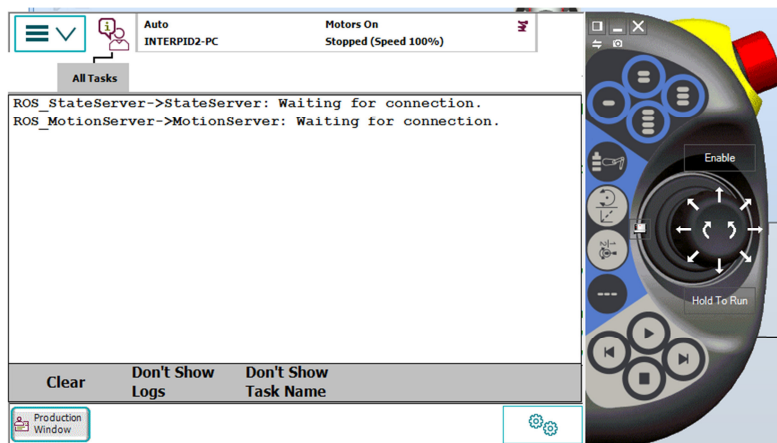 Auto
INTERPID2-PC
Motors On
Stopped (Speed 100%)
All Tasks
ROS_StateServer->StateServer: Waiting for connection.
ROS_MotionServer->MotionServer: Waiting for connection.
Enable
Hold To Run
Clear
Don't Show
Logs
Don't Show
Task Name
Production
Window